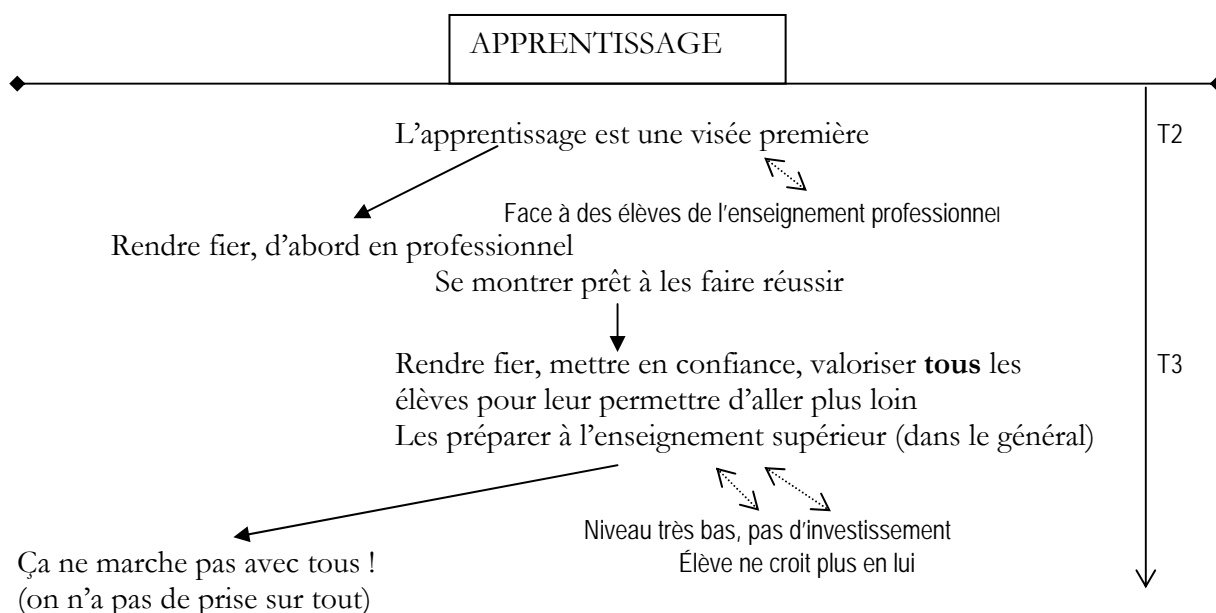 APPRENTISSAGE
L'apprentissage est une visée première
T2
Face à des élèves de l'enseignement professionnel
Rendre fier, d'abord en professionnel
Se montrer prêt à les faire réussir
Rendre fier, mettre en confiance, valoriser tous les
T3
élèves pour leur permettre d'aller plus loin
Les préparer à l'enseignement supérieur (dans le général)
Niveau très bas, pas d'investissement
Élève ne croit plus en lui
Ça ne marche pas avec tous !
(on n'a pas de prise sur tout)